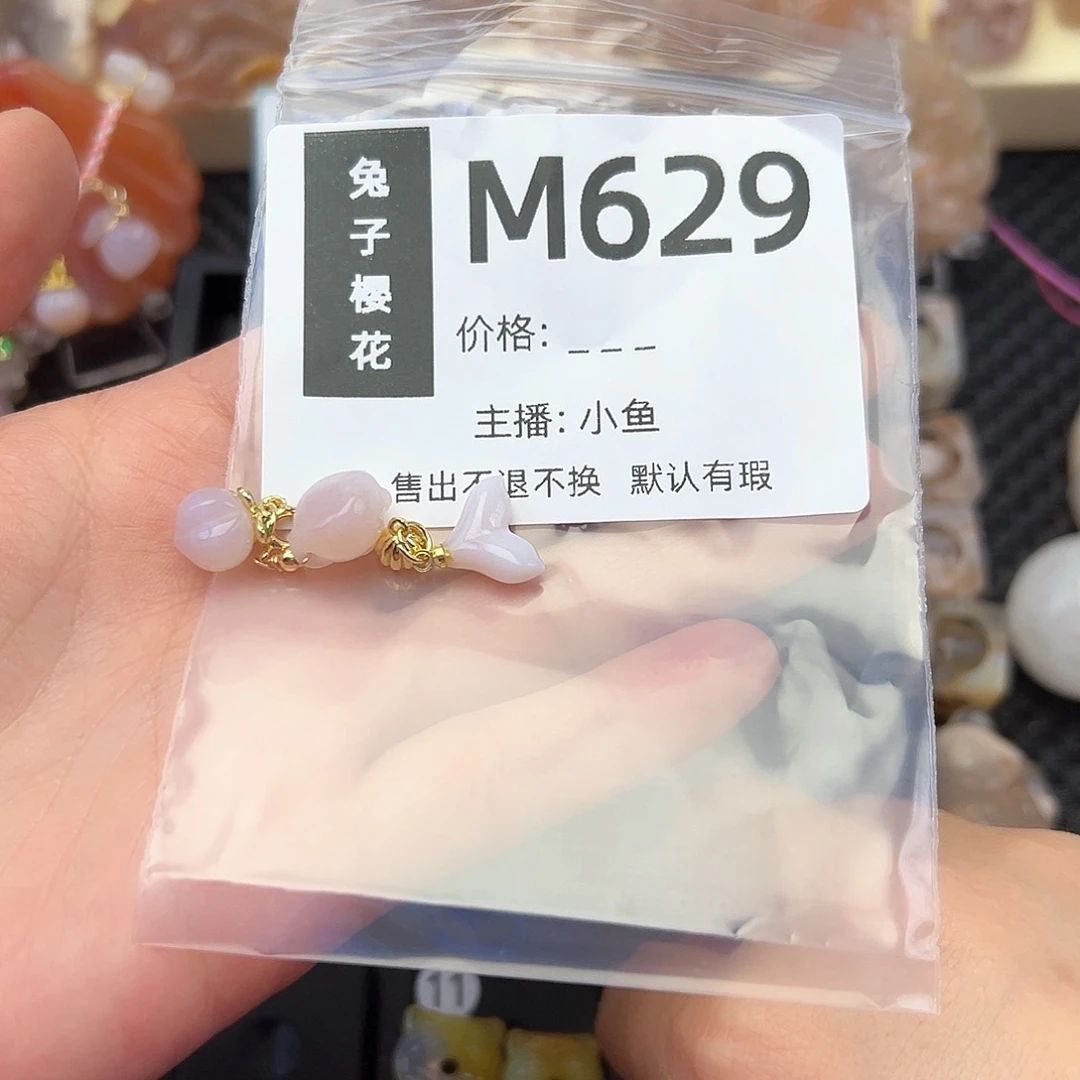 兔子樱花
M629
价格: _ _ _
主播: 小鱼
售出不退不换 默认有瑕
11